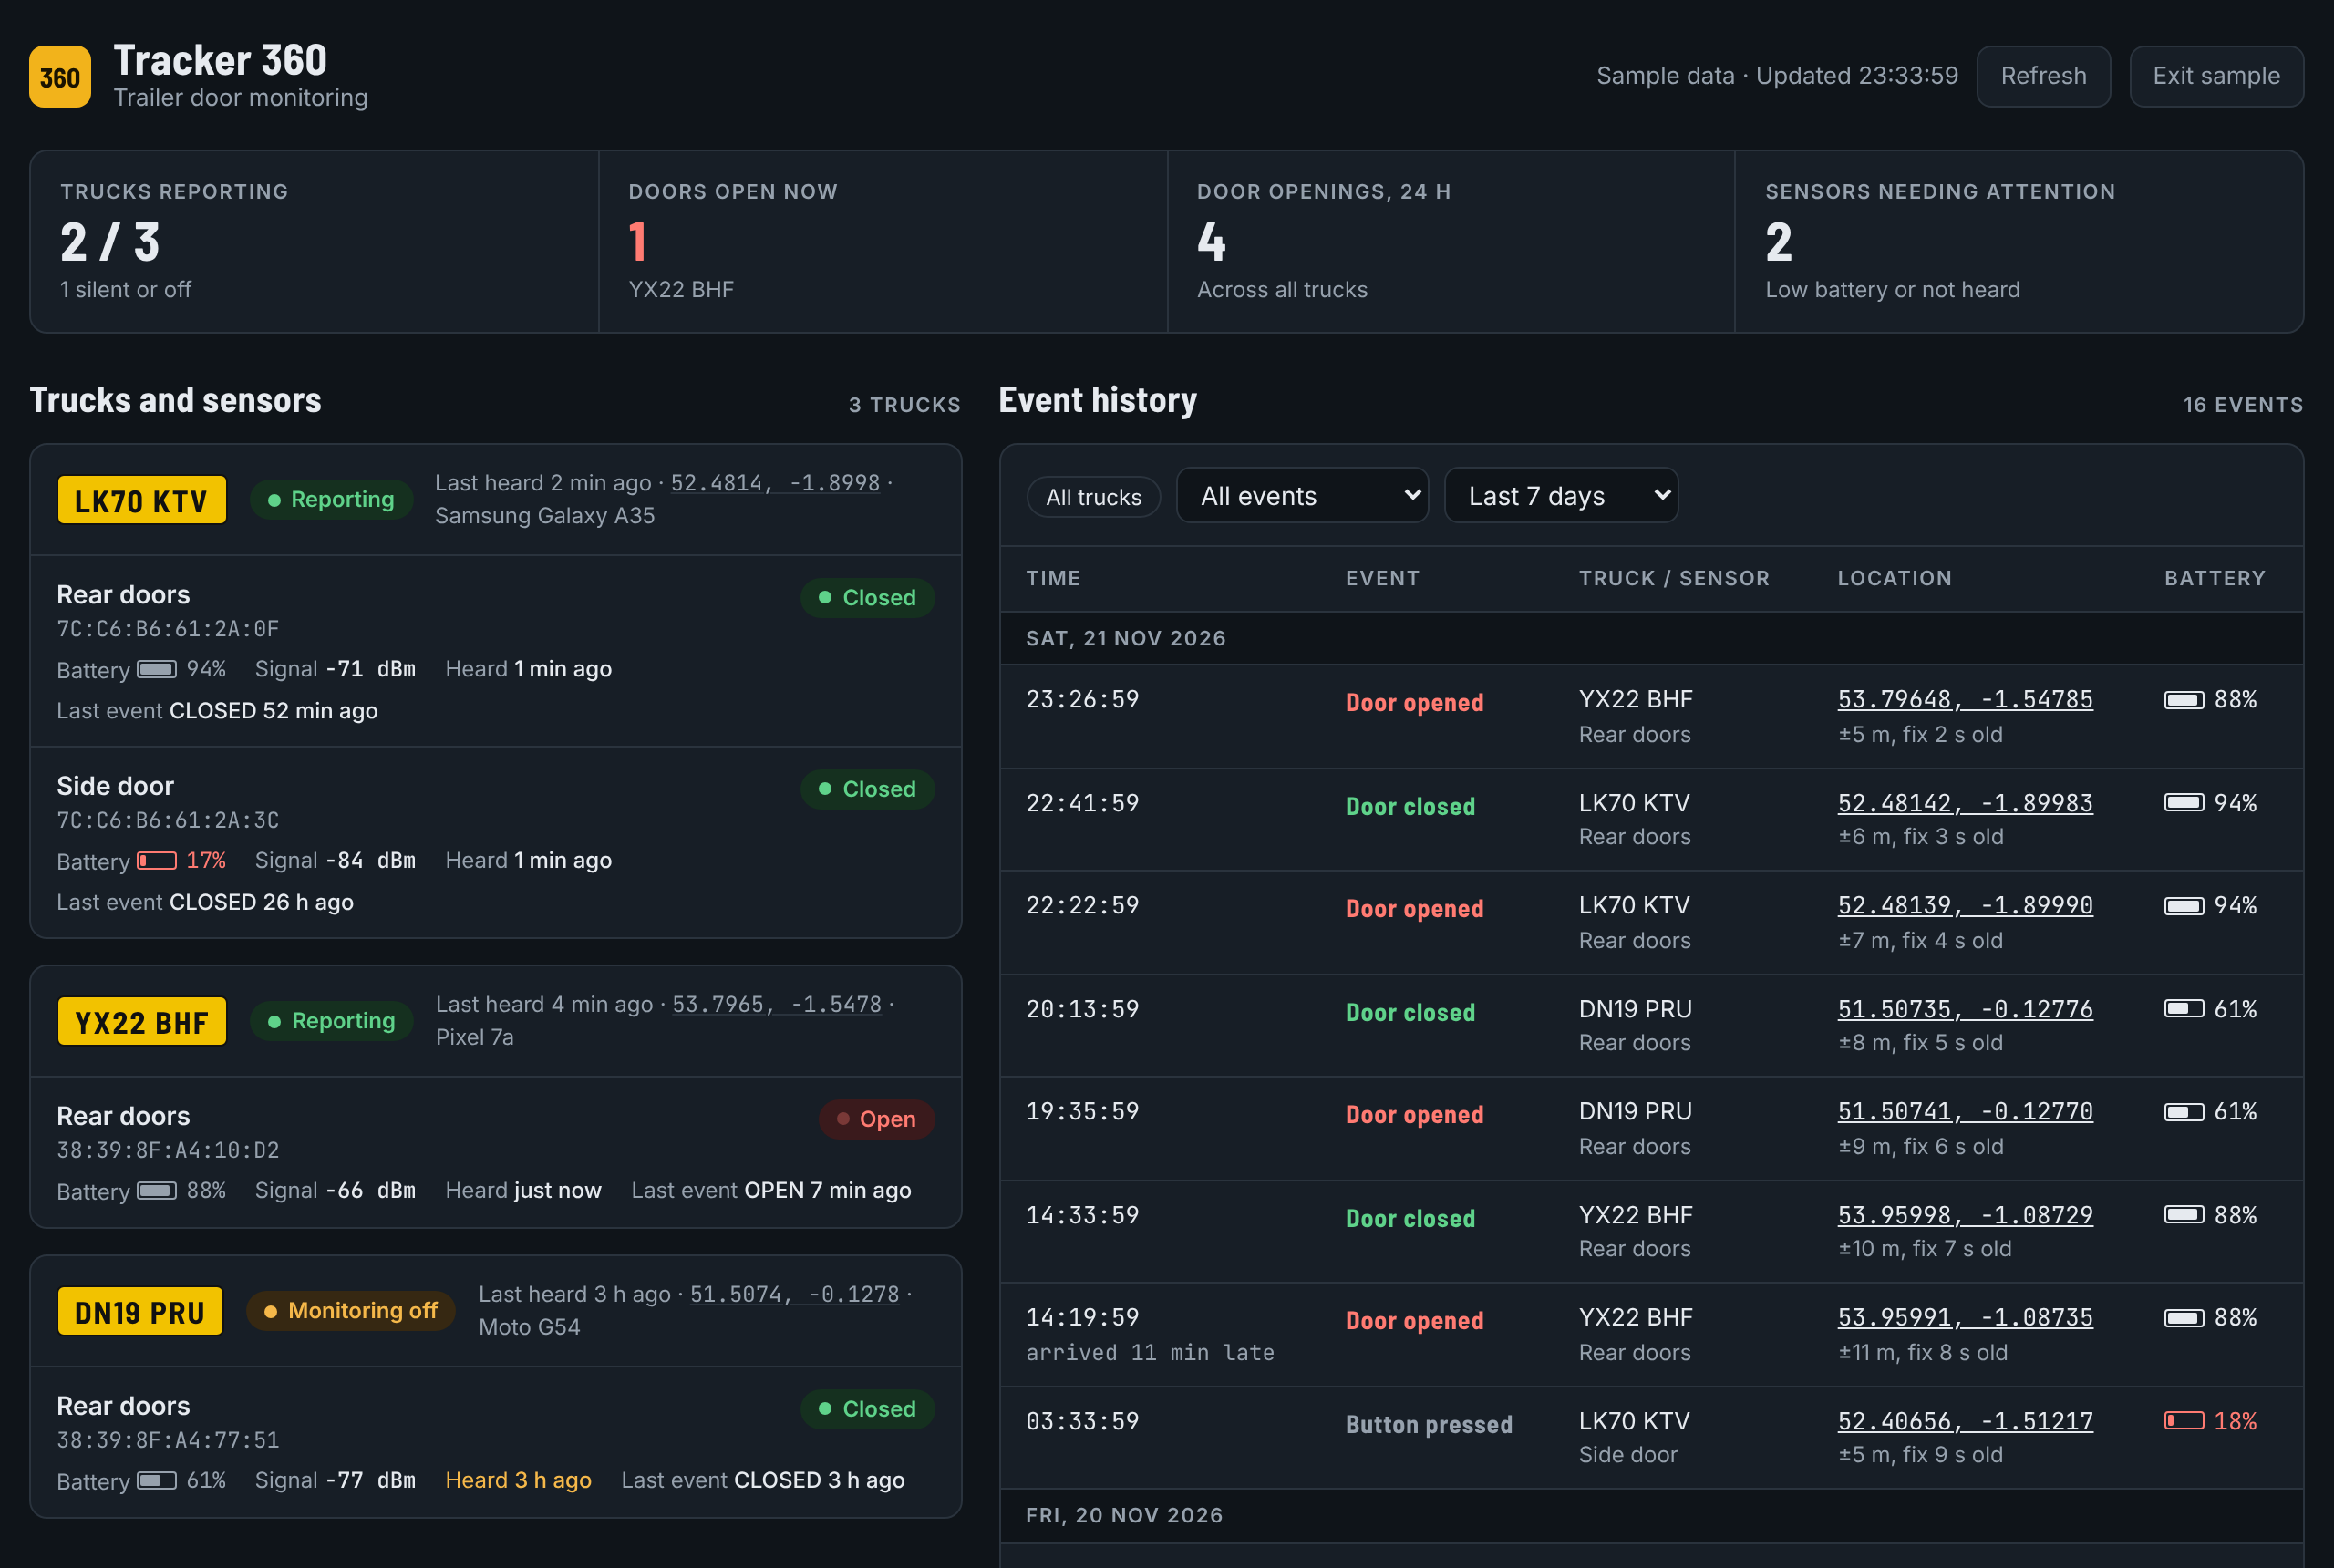 360
Tracker 360
Trailer door monitoring
Sample data · Updated 23:33:59
Refresh
Exit sample
TRUCKS REPORTING
2 / 3
1 silent or off
DOORS OPEN NOW
1
YX22 BHF
DOOR OPENINGS, 24 H
4
Across all trucks
SENSORS NEEDING ATTENTION
2
Low battery or not heard
Trucks and sensors
3 TRUCKS
LK70 KTV
Reporting
Last heard 2 min ago · 52.4814, -1.8998 ·
Samsung Galaxy A35
Rear doors
Closed
7C:C6:B6:61:2A:0F
Battery 94% Signal -71 dBm Heard 1 min ago
Last event CLOSED 52 min ago
Side door
Closed
7C:C6:B6:61:2A:3C
Battery 17% Signal -84 dBm Heard 1 min ago
Last event CLOSED 26 h ago
YX22 BHF
Reporting
Last heard 4 min ago · 53.7965, -1.5478 ·
Pixel 7a
Rear doors
Open
38:39:8F:A4:10:D2
Battery 88% Signal -66 dBm Heard just now Last event OPEN 7 min ago
DN19 PRU
Monitoring off
Last heard 3 h ago · 51.5074, -0.1278 ·
Moto G54
Rear doors
Closed
38:39:8F:A4:77:51
Battery 61% Signal -77 dBm Heard 3 h ago Last event CLOSED 3 h ago
Event history
16 EVENTS
All trucks
All events
Last 7 days
TIME EVENT TRUCK / SENSOR LOCATION BATTERY
SAT, 21 NOV 2026
23:26:59 Door opened YX22 BHF 53.79648, -1.54785 88%
Rear doors ±5 m, fix 2 s old
22:41:59 Door closed LK70 KTV 52.48142, -1.89983 94%
Rear doors ±6 m, fix 3 s old
22:22:59 Door opened LK70 KTV 52.48139, -1.89990 94%
Rear doors ±7 m, fix 4 s old
20:13:59 Door closed DN19 PRU 51.50735, -0.12776 61%
Rear doors ±8 m, fix 5 s old
19:35:59 Door opened DN19 PRU 51.50741, -0.12770 61%
Rear doors ±9 m, fix 6 s old
14:33:59 Door closed YX22 BHF 53.95998, -1.08729 88%
Rear doors ±10 m, fix 7 s old
14:19:59 Door opened YX22 BHF 53.95991, -1.08735 88%
arrived 11 min late Rear doors ±11 m, fix 8 s old
03:33:59 Button pressed LK70 KTV 52.40656, -1.51217 18%
Side door ±5 m, fix 9 s old
FRI, 20 NOV 2026